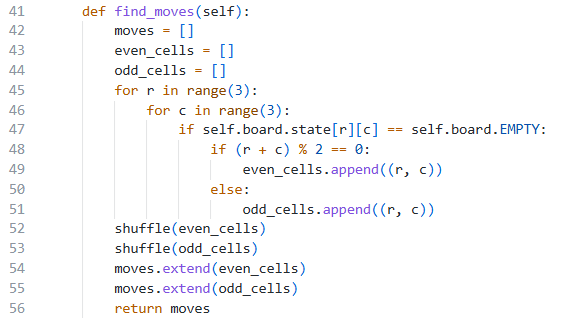 41 def find_moves(self):
42 moves = []
43 even_cells = []
44 odd_cells = []
45 for r in range(3):
46 for c in range(3):
47 if self.board.state[r][c] == self.board.EMPTY:
48 if (r + c) % 2 == 0:
49 even_cells.append((r, c))
50 else:
51 odd_cells.append((r, c))
52 shuffle(even_cells)
53 shuffle(odd_cells)
54 moves.extend(even_cells)
55 moves.extend(odd_cells)
56 return moves